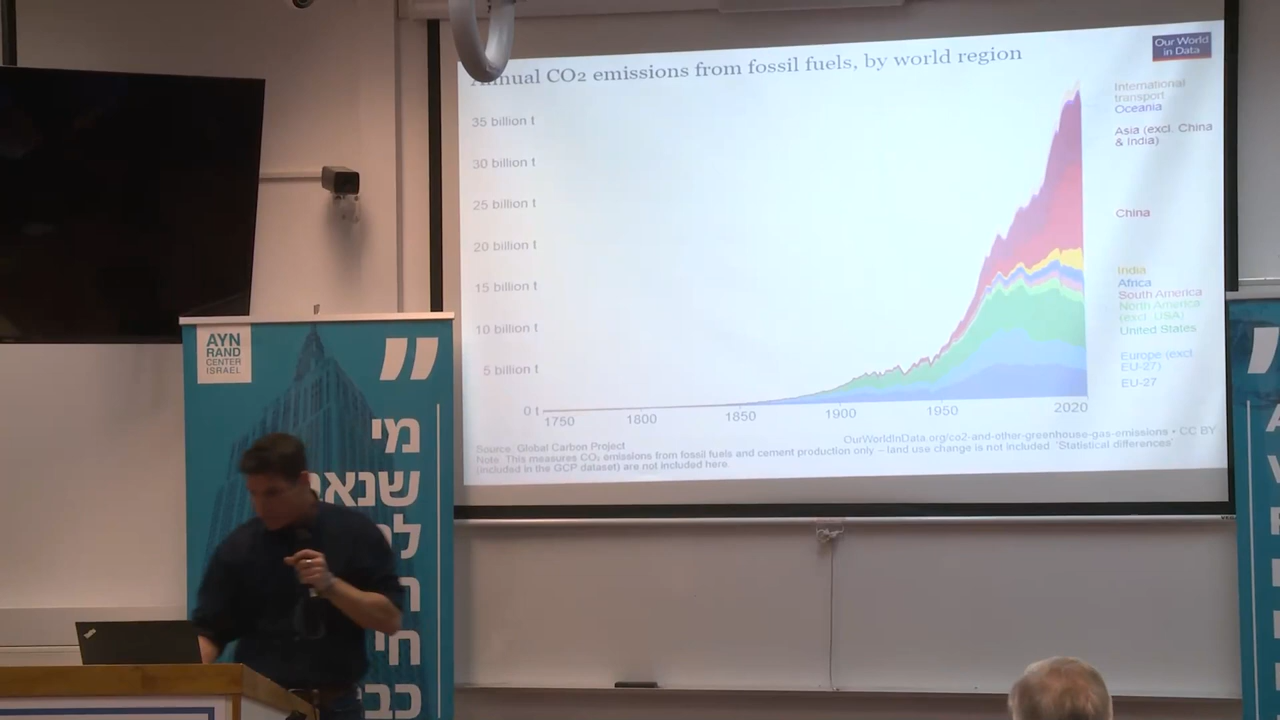 Annual CO2 emissions from fossil fuels, by world region
Our World
in Data
35 billion t
30 billion t
25 billion t
20 billion t
15 billion t
10 billion t
5 billion t
0 t
1750
1800
1850
1900
1950
2020
International
transport
Oceania
Asia (excl. China
& India)
China
India
Africa
South America
North America
(excl. USA)
United States
Europe (excl.
EU-27)
EU-27
Source: Global Carbon Project
OurWorldInData.org/co2-and-other-greenhouse-gas-emissions • CC BY
Note: This measures CO₂ emissions from fossil fuels and cement production only – land use change is not included. 'Statistical differences'
(included in the GCP dataset) are not included here.
AYN
RAND
CENTER
ISRAEL
״
מי